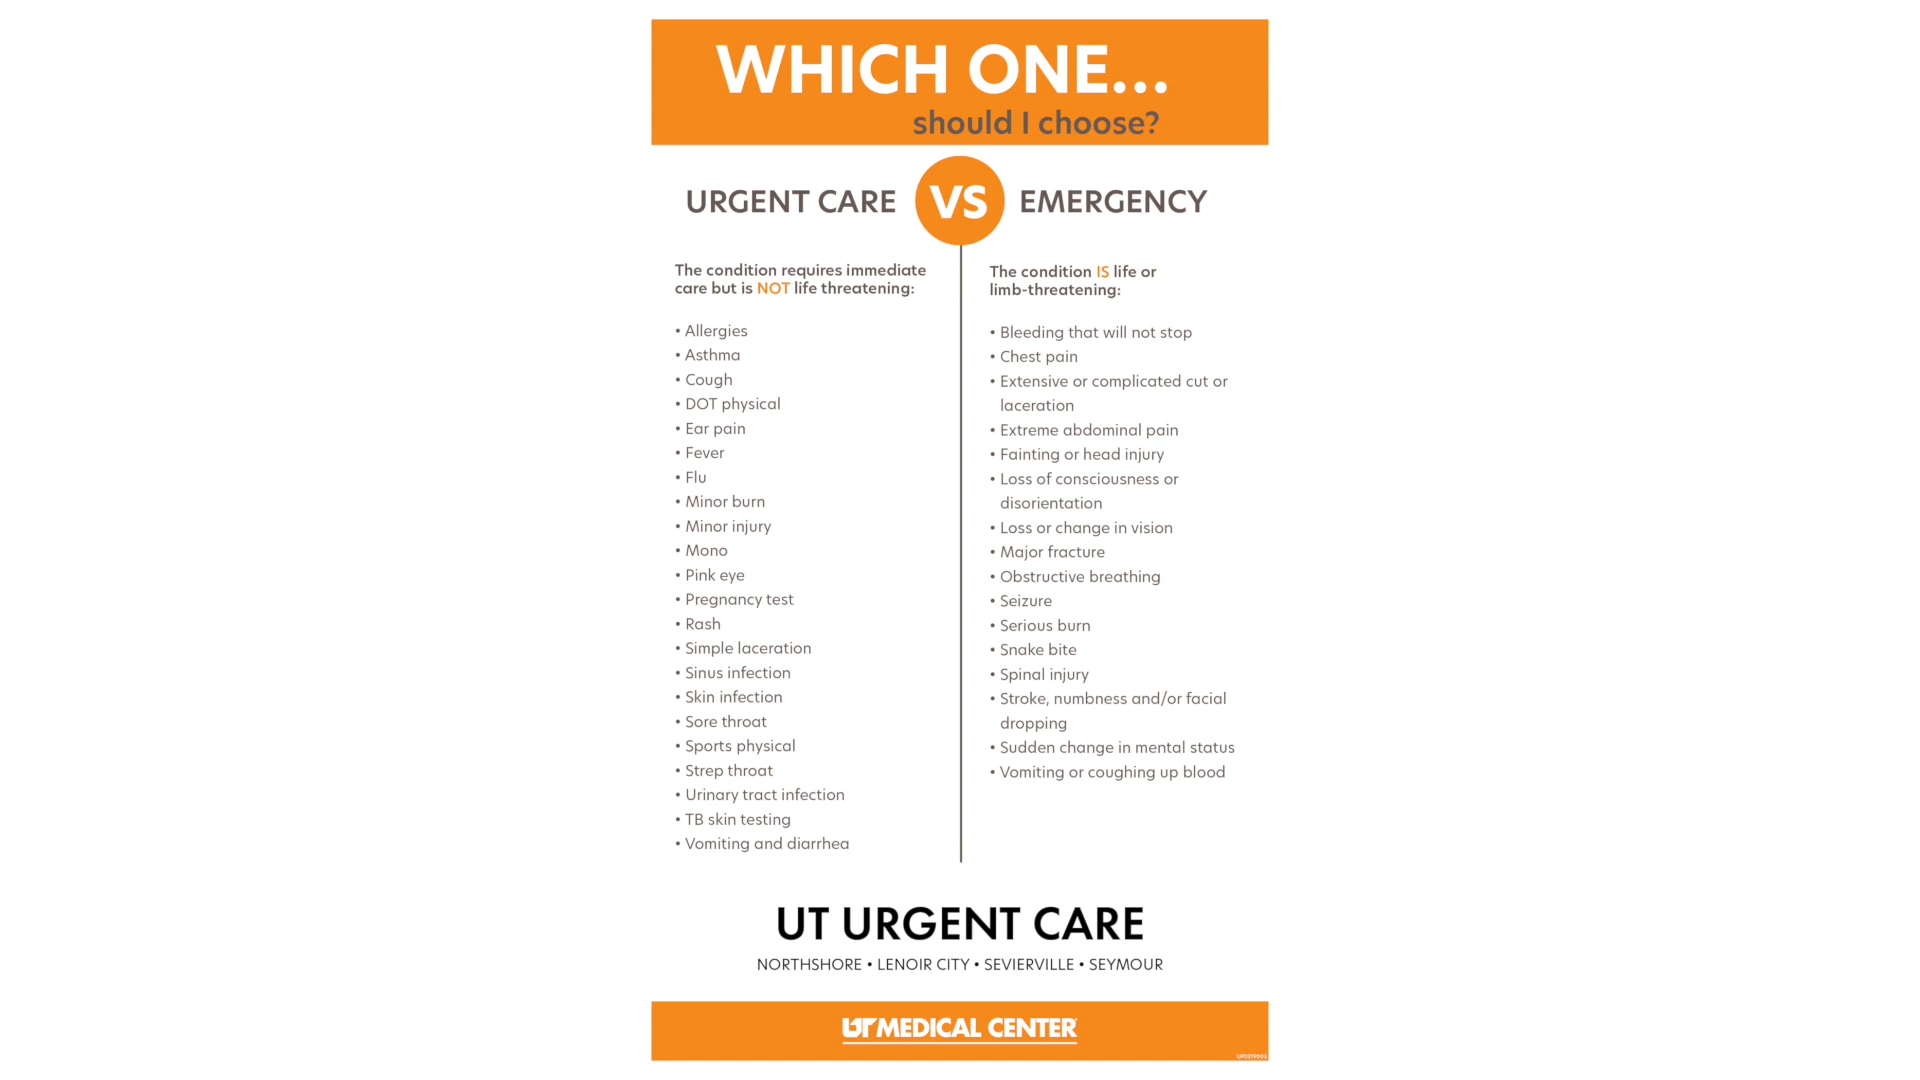 WHICH ONE...
should I choose?
URGENT CARE
VS
EMERGENCY
The condition requires immediate
care but is NOT life threatening:
• Allergies
• Asthma
• Cough
• DOT physical
• Ear pain
• Fever
• Flu
• Minor burn
• Minor injury
• Mono
• Pink eye
• Pregnancy test
• Rash
• Simple laceration
• Sinus infection
• Skin infection
• Sore throat
• Sports physical
• Strep throat
• Urinary tract infection
• TB skin testing
• Vomiting and diarrhea
The condition IS life or
limb-threatening:
• Bleeding that will not stop
• Chest pain
• Extensive or complicated cut or
laceration
• Extreme abdominal pain
• Fainting or head injury
• Loss of consciousness or
disorientation
• Loss or change in vision
• Major fracture
• Obstructive breathing
• Seizure
• Serious burn
• Snake bite
• Spinal injury
• Stroke, numbness and/or facial
dropping
• Sudden change in mental status
• Vomiting or coughing up blood
UT URGENT CARE
NORTHSHORE • LENOIR CITY • SEVIERVILLE • SEYMOUR
UT MEDICAL CENTER